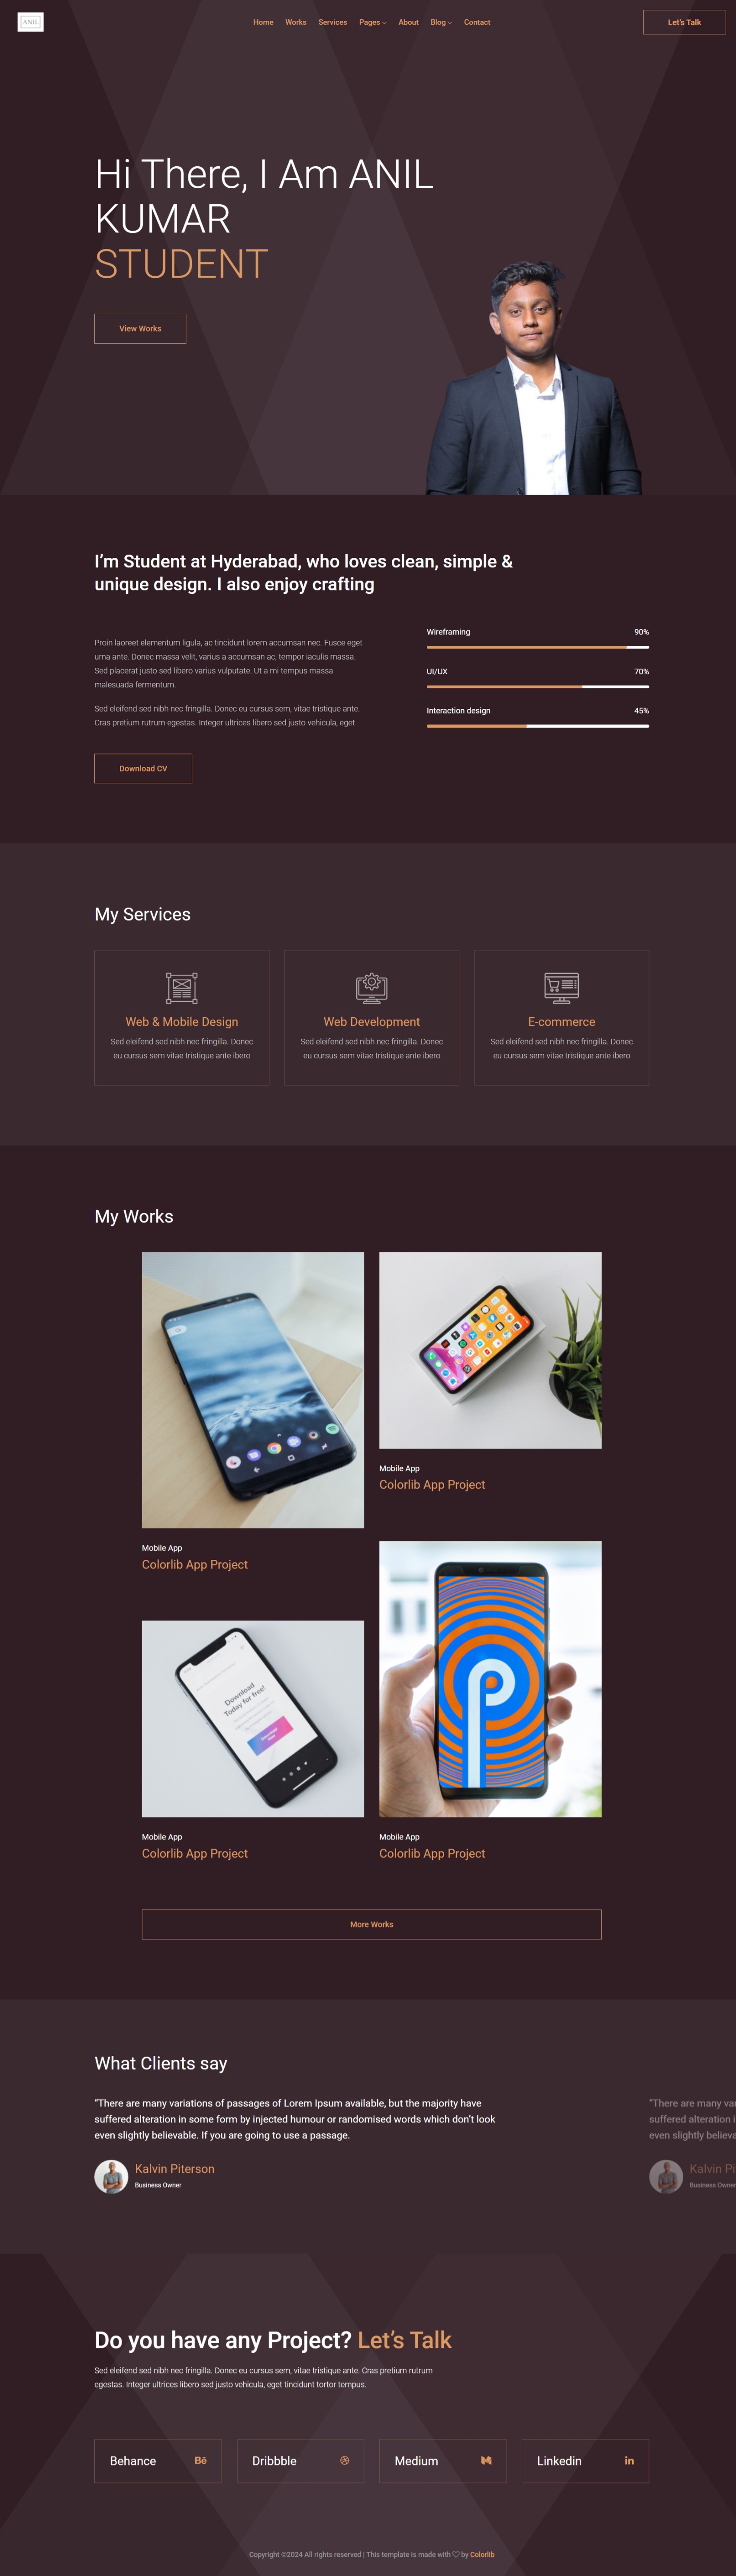 ANIL
Home Works Services Pages About Blog Contact
Let's Talk
Hi There, I Am ANIL
KUMAR
STUDENT
View Works
I'm Student at Hyderabad, who loves clean, simple &
unique design. I also enjoy crafting
Proin laoreet elementum ligula, ac tincidunt lorem accumsan nec. Fusce eget
urna ante. Donec massa velit, varius a accumsan ac, tempor iaculis massa.
Sed placerat justo sed libero varius vulputate. Ut a mi tempus massa
malesuada fermentum.
Sed eleifend sed nibh nec fringilla. Donec eu cursus sem, vitae tristique ante.
Cras pretium rutrum egestas. Integer ultrices libero sed justo vehicula, eget
Download CV
Wireframing 90%
UI/UX 70%
Interaction design 45%
My Services
Web & Mobile Design
Sed eleifend sed nibh nec fringilla. Donec
eu cursus sem vitae tristique ante ibero
Web Development
Sed eleifend sed nibh nec fringilla. Donec
eu cursus sem vitae tristique ante ibero
E-commerce
Sed eleifend sed nibh nec fringilla. Donec
eu cursus sem vitae tristique ante ibero
My Works
Mobile App
Colorlib App Project
Mobile App
Colorlib App Project
Download
Today for free!
Mobile App
Colorlib App Project
Mobile App
Colorlib App Project
More Works
What Clients say
"There are many variations of passages of Lorem Ipsum available, but the majority have
suffered alteration in some form by injected humour or randomised words which don't look
even slightly believable. If you are going to use a passage.
Kalvin Piterson
Business Owner
"There are many va
suffered alteration i
even slightly believa
Kalvin Pi
Business Owner
Do you have any Project? Let's Talk
Sed eleifend sed nibh nec fringilla. Donec eu cursus sem, vitae tristique ante. Cras pretium rutrum
egestas. Integer ultrices libero sed justo vehicula, eget tincidunt tortor tempus.
Behance Bē
Dribbble
Medium
Linkedin in
Copyright ©2024 All rights reserved | This template is made with ♡ by Colorlib